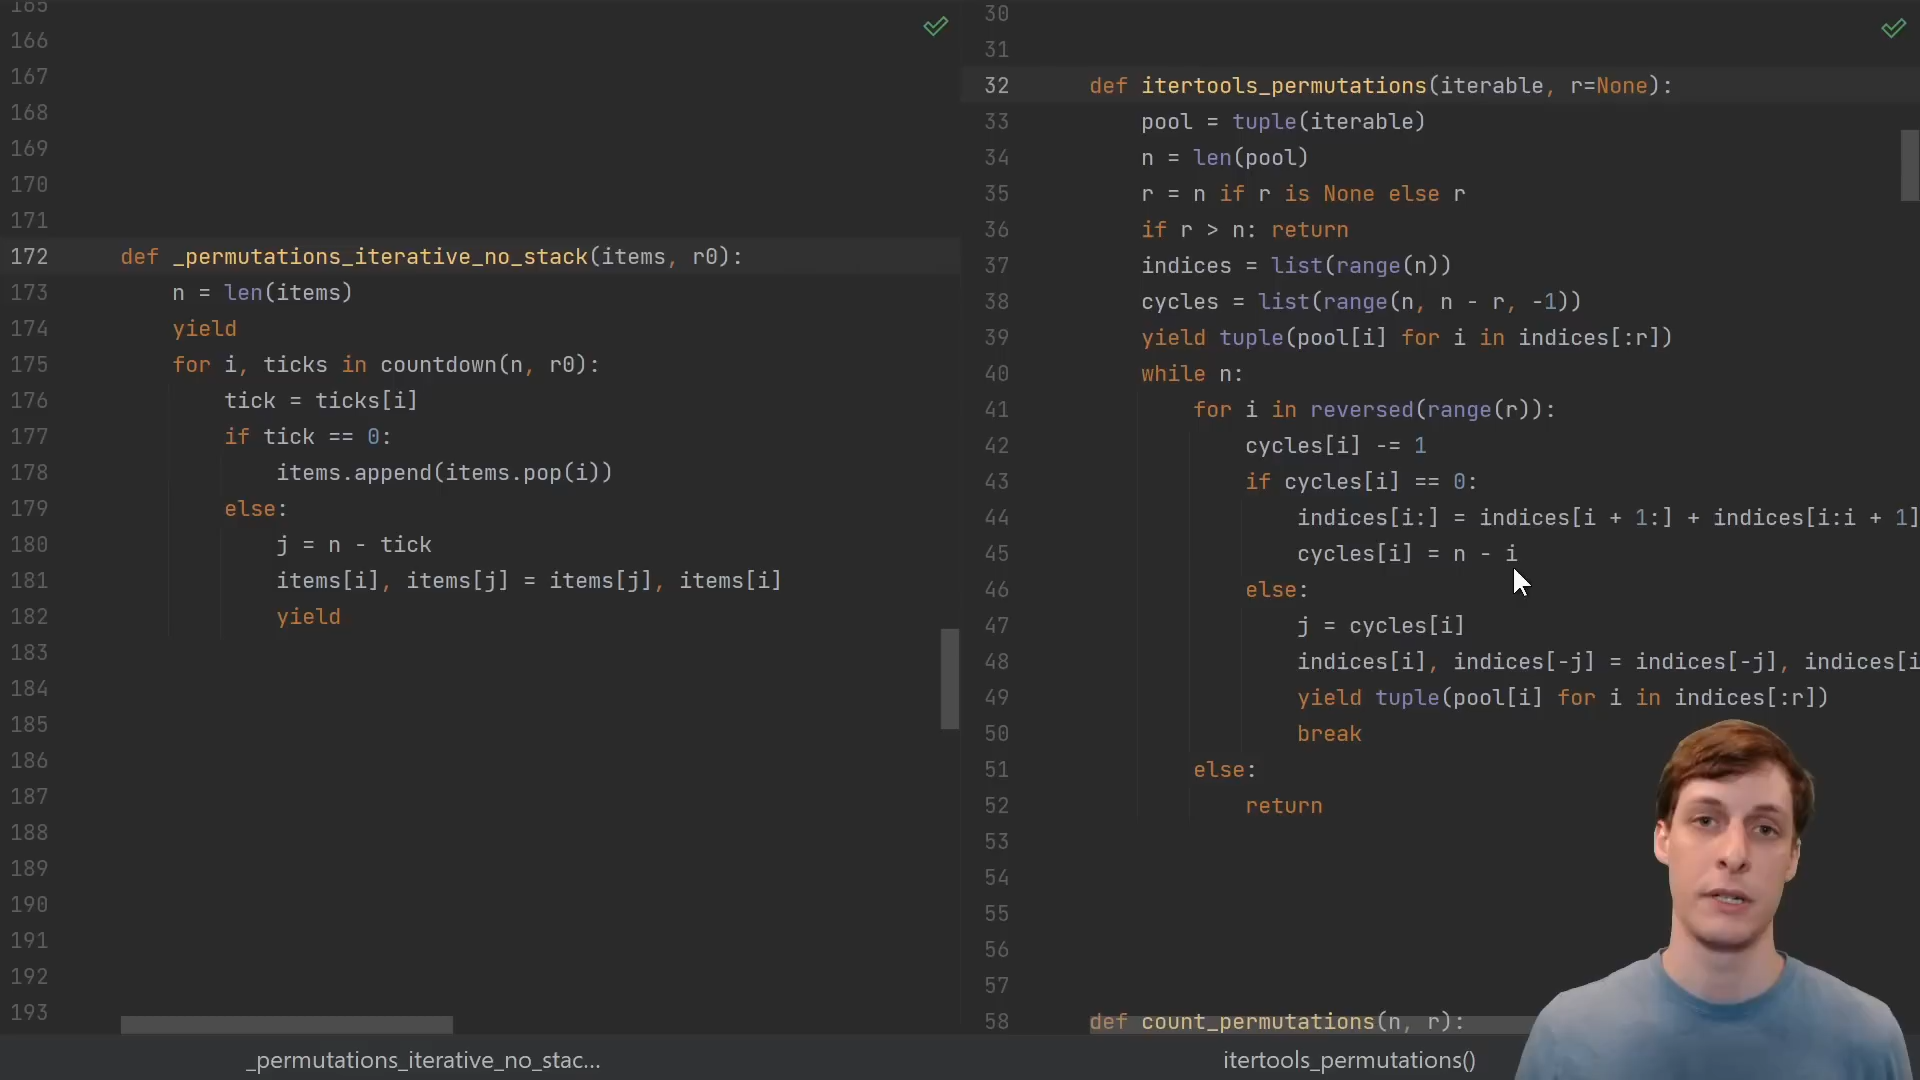 165
166
167
168
169
170
171
172 def _permutations_iterative_no_stack(items, r0):
173 n = len(items)
174 yield
175 for i, ticks in countdown(n, r0):
176 tick = ticks[i]
177 if tick == 0:
178 items.append(items.pop(i))
179 else:
180 j = n - tick
181 items[i], items[j] = items[j], items[i]
182 yield
183
184
185
186
187
188
189
190
191
192
193
_permutations_iterative_no_stac...
30
31
32 def itertools_permutations(iterable, r=None):
33 pool = tuple(iterable)
34 n = len(pool)
35 r = n if r is None else r
36 if r > n: return
37 indices = list(range(n))
38 cycles = list(range(n, n - r, -1))
39 yield tuple(pool[i] for i in indices[:r])
40 while n:
41 for i in reversed(range(r)):
42 cycles[i] -= 1
43 if cycles[i] == 0:
44 indices[i:] = indices[i + 1:] + indices[i:i + 1]
45 cycles[i] = n - i
46 else:
47 j = cycles[i]
48 indices[i], indices[-j] = indices[-j], indices[i
49 yield tuple(pool[i] for i in indices[:r])
50 break
51 else:
52 return
53
54
55
56
57
58 def count_permutations(n, r):
itertools_permutations()